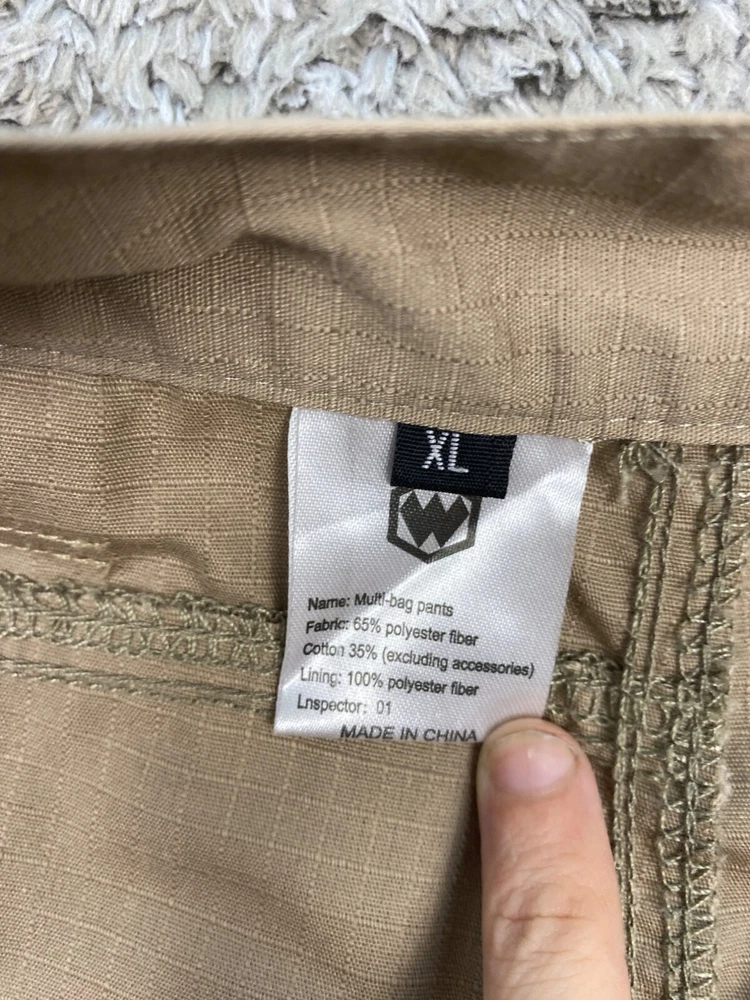 XL
W
Name: Multi-bag pants
Fabric: 65% polyester fiber
Cotton 35% (excluding accessories)
Lining: 100% polyester fiber
Lnspector: 01
MADE IN CHINA